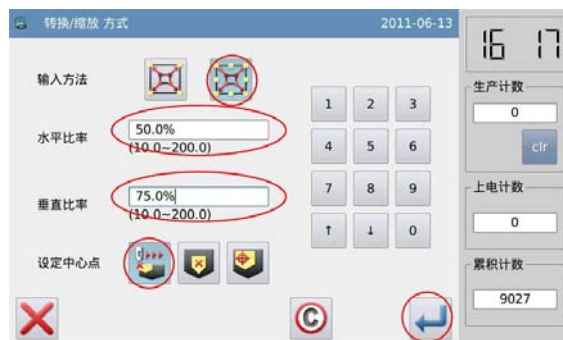 转换/缩放 方式 2011-06-13
16 17
输入方法
水平比率 50.0%
(10.0~200.0)
垂直比率 75.0%
(10.0~200.0)
设定中心点
1 2 3
4 5 6
7 8 9
↑ ↓ 0
C
生产计数
0
clr
上电计数
0
累积计数
9027